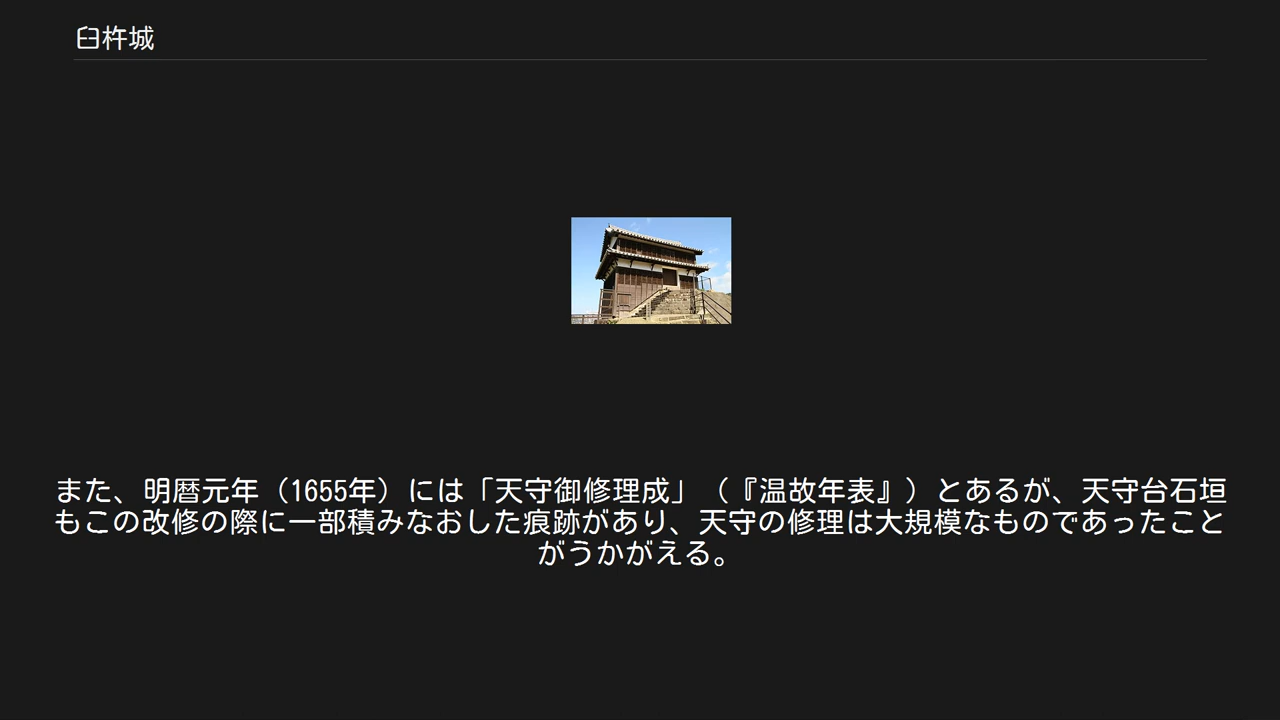 臼杵城
また、明暦元年（1655年）には「天守御修理成」（『温故年表』）とあるが、天守台石垣
もこの改修の際に一部積みなおした痕跡があり、天守の修理は大規模なものであったこと
がうかがえる。